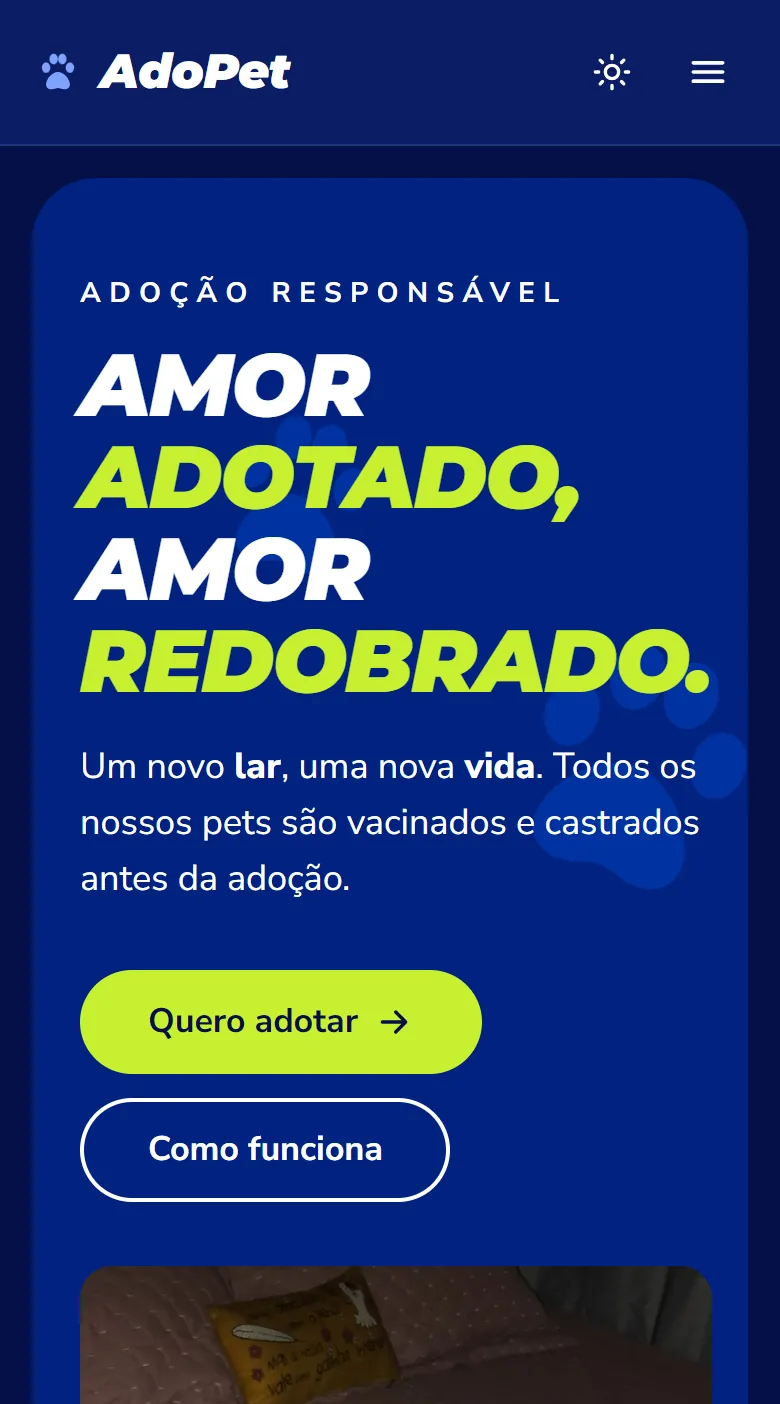 AdoPet
ADOÇÃO RESPONSÁVEL
AMOR
ADOTADO,
AMOR
REDOBRADO.
Um novo lar, uma nova vida. Todos os
nossos pets são vacinados e castrados
antes da adoção.
Quero adotar →
Como funciona